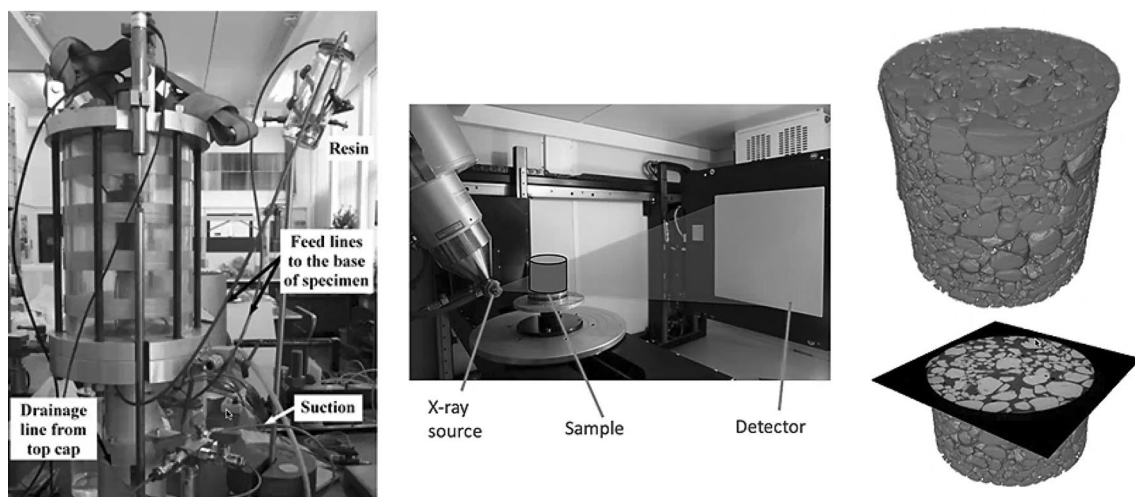 Resin
Feed lines
to the base
of specimen
Drainage
line from
top cap
Suction
X-ray
source
Sample
Detector